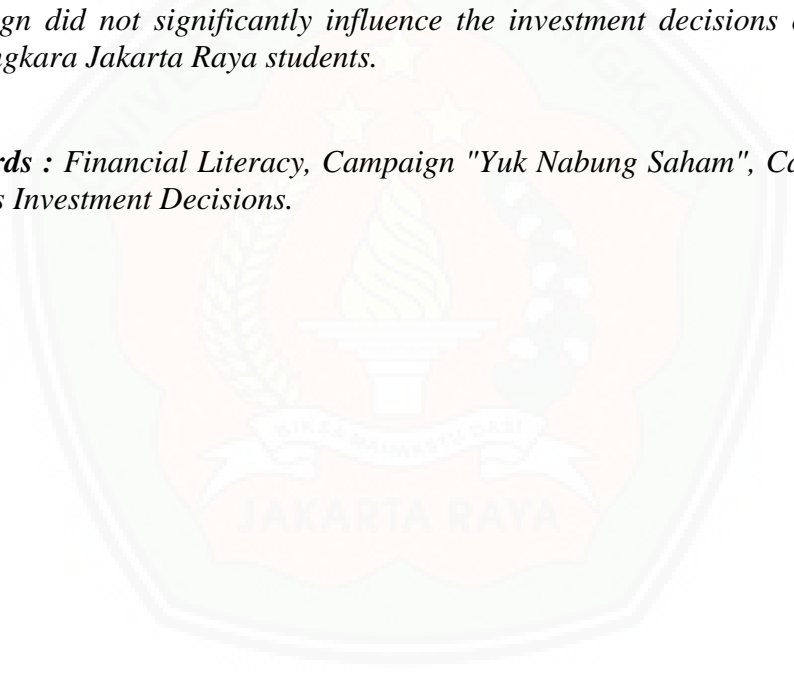 gn did not significantly influence the investment decisions
ngkara Jakarta Raya students.
rds : Financial Literacy, Campaign "Yuk Nabung Saham", Ca
s Investment Decisions.
JAKARTA RAYA